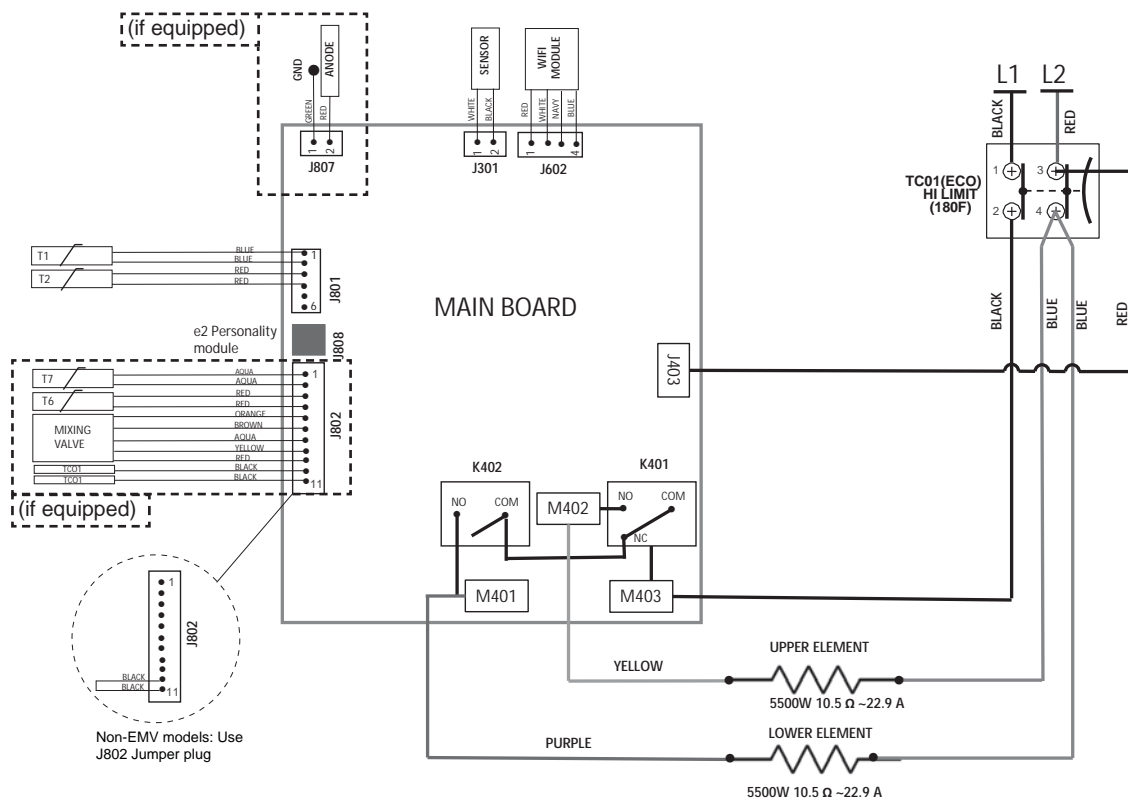 (if equipped)
GND
ANODE
GREEN
RED
1
2
J807
SENSOR
WHITE
BLACK
1
2
J301
WIFI
MODULE
RED
WHITE
NAVY
BLUE
1
4
J602
L1
L2
BLACK
RED
1
3
2
4
TC01(ECO)
HI LIMIT
(180F)
T1
T2
BLUE
BLUE
RED
RED
1
6
J801
MAIN BOARD
BLACK
BLUE
BLUE
RED
e2 Personality
module
J808
J403
T7
T6
MIXING
VALVE
TCO1
TCO1
AQUA
AQUA
RED
RED
ORANGE
BROWN
AQUA
YELLOW
RED
BLACK
BLACK
1
11
J802
(if equipped)
K402
NO
COM
K401
NO
COM
NC
M402
M401
M403
1
J802
BLACK
BLACK
11
Non-EMV models: Use
J802 Jumper plug
YELLOW
UPPER ELEMENT
5500W 10.5 Ω ~22.9 A
PURPLE
LOWER ELEMENT
5500W 10.5 Ω ~22.9 A